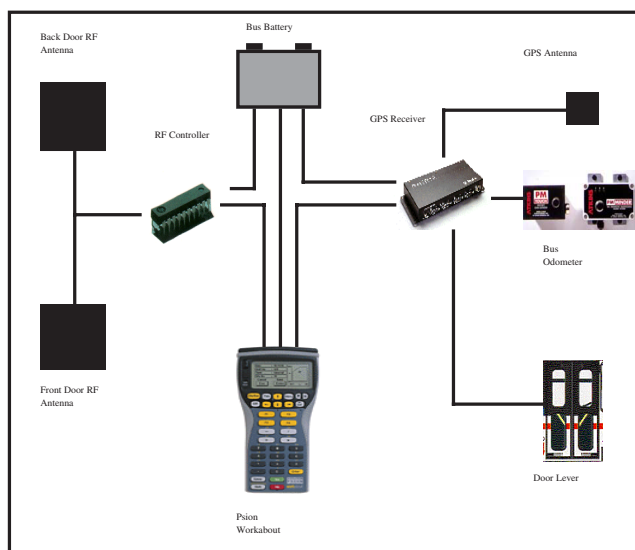 Back Door RF
Antenna
Bus Battery
GPS Antenna
RF Controller
GPS Receiver
PM
Bus
Odometer
Front Door RF
Antenna
Door Lever
Psion
Workabout